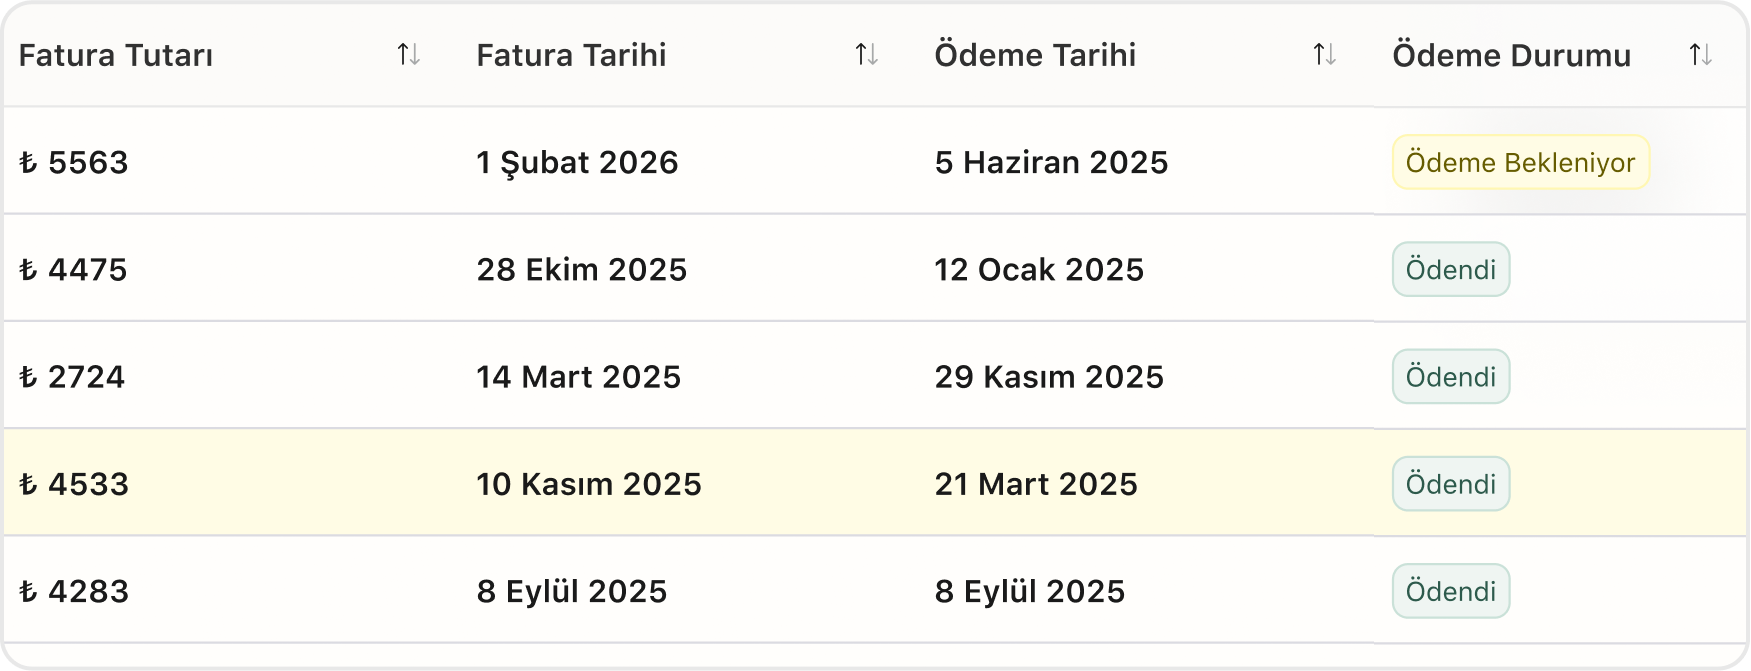 Fatura Tutarı Fatura Tarihi Ödeme Tarihi Ödeme Durumu
₺ 5563 1 Şubat 2026 5 Haziran 2025 Ödeme Bekleniyor
₺ 4475 28 Ekim 2025 12 Ocak 2025 Ödendi
₺ 2724 14 Mart 2025 29 Kasım 2025 Ödendi
₺ 4533 10 Kasım 2025 21 Mart 2025 Ödendi
₺ 4283 8 Eylül 2025 8 Eylül 2025 Ödendi